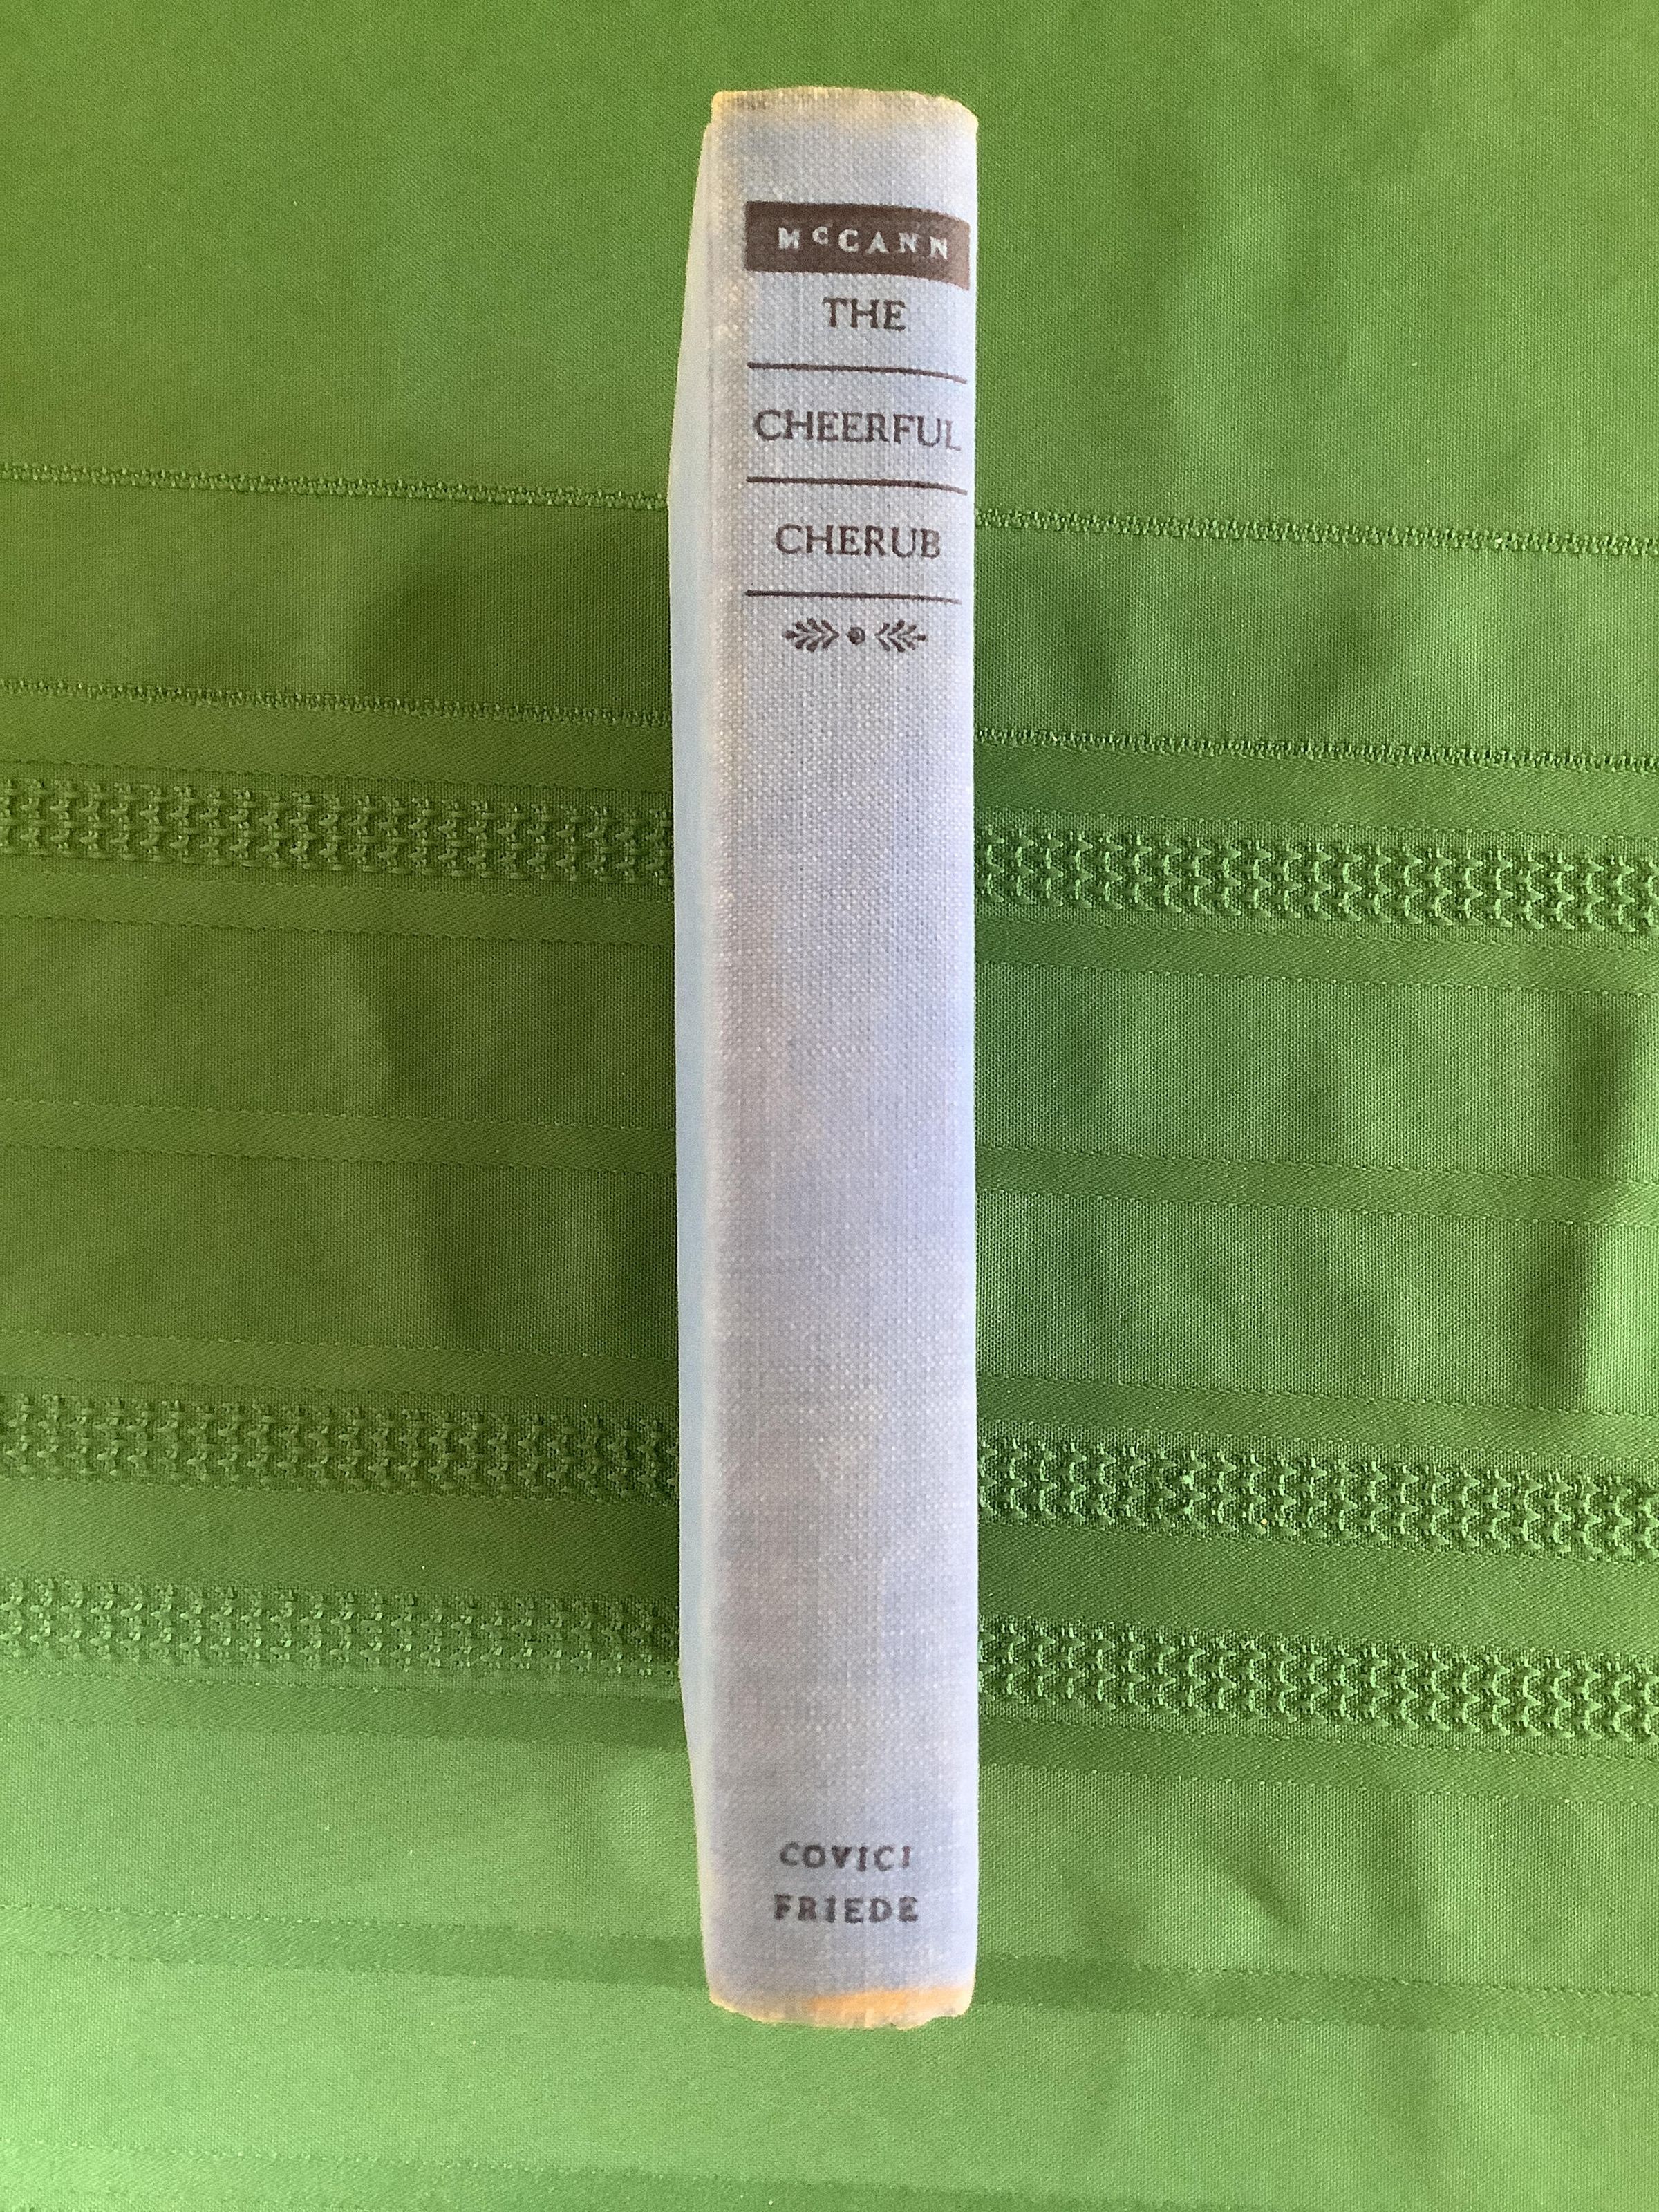 McCANN
THE
CHEERFUL
CHERUB
COVICI
FRIEDE